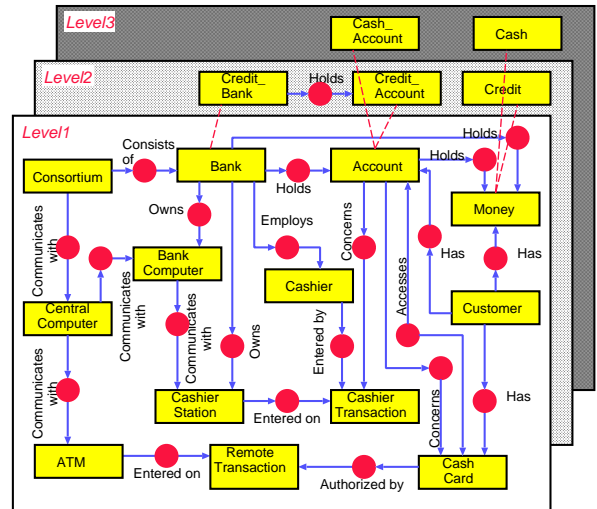 Level3
Cash_
Account
Cash
Level2
Credit_
Bank
Holds
Credit_
Account
Credit
Level1
Consists
of
Holds
Consortium
Bank
Holds
Account
Holds
Money
Owns
Employs
Concerns
Communicates
with
Bank
Computer
Communicates
with
Cashier
Accesses
Has
Has
Customer
Central
Computer
Communicates
with
Owns
Entered by
Communicates
with
Cashier
Station
Entered on
Cashier
Transaction
Concerns
Has
ATM
Entered on
Remote
Transaction
Authorized by
Cash
Card